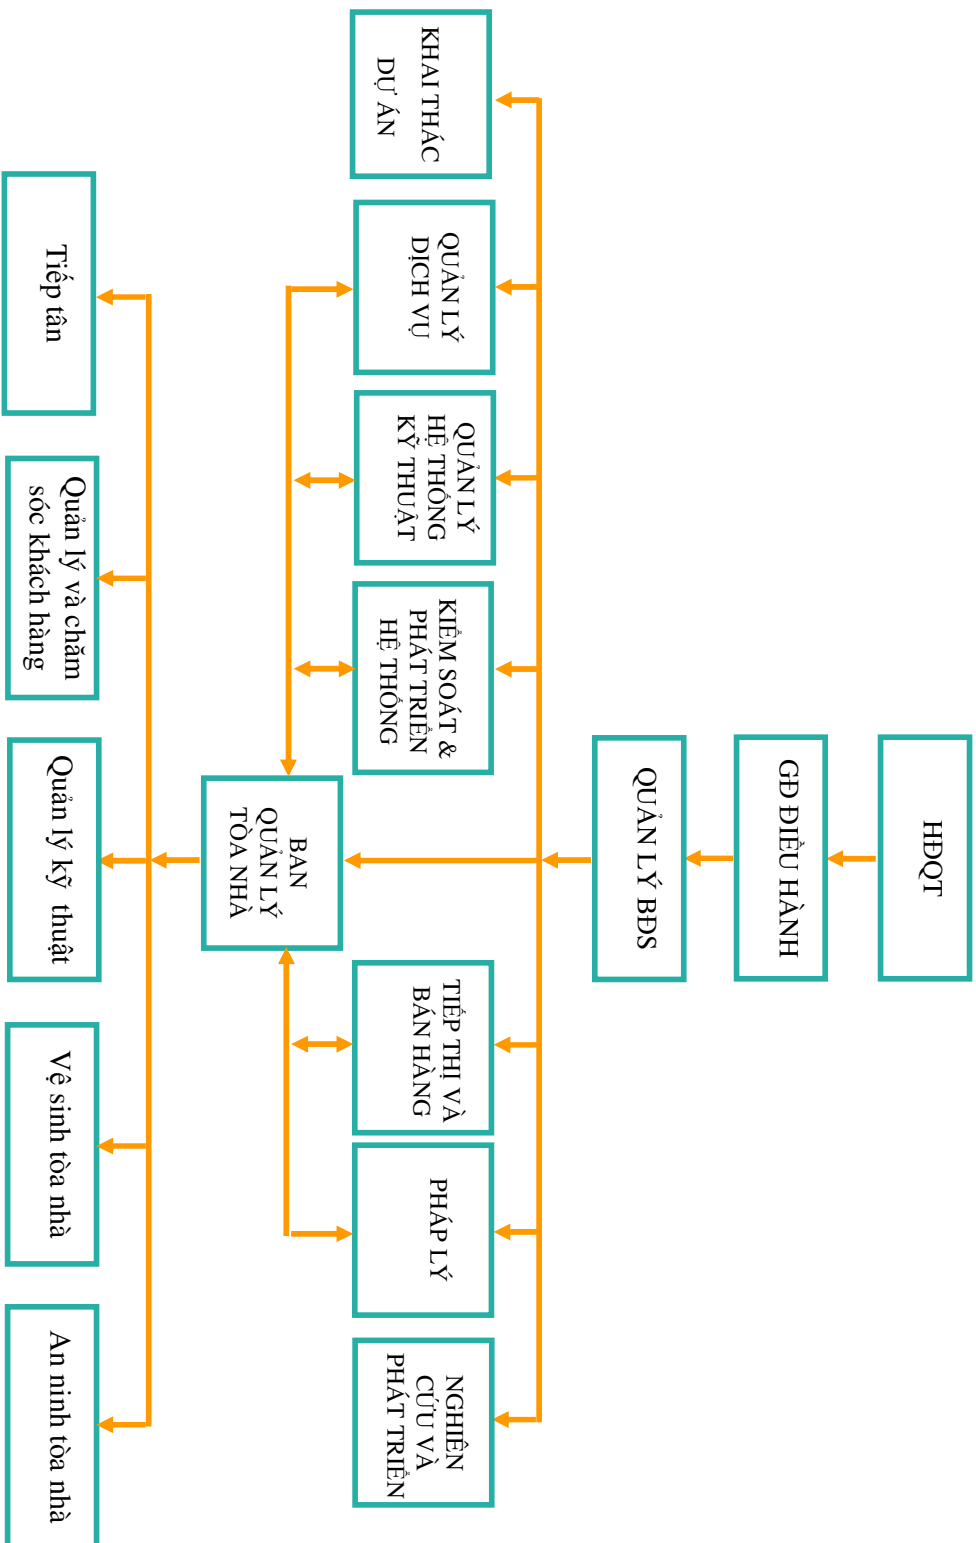 HĐQT
GĐ ĐIỀU HÀNH
QUẢN LÝ BĐS
KHAI THÁC
DỰ ÁN
QUẢN LÝ
DỊCH VỤ
QUẢN LÝ
HỆ THỐNG
KỸ THUẬT
KIỂM SOÁT &
PHÁT TRIỂN
HỆ THỐNG
TIẾP THỊ VÀ
BÁN HÀNG
PHÁP LÝ
NGHIÊN
CỨU VÀ
PHÁT TRIỂN
BAN
QUẢN LÝ
TÒA NHÀ
Tiếp tân
Quản lý và chăm
sóc khách hàng
Quản lý kỹ thuật
Vệ sinh tòa nhà
An ninh tòa nhà